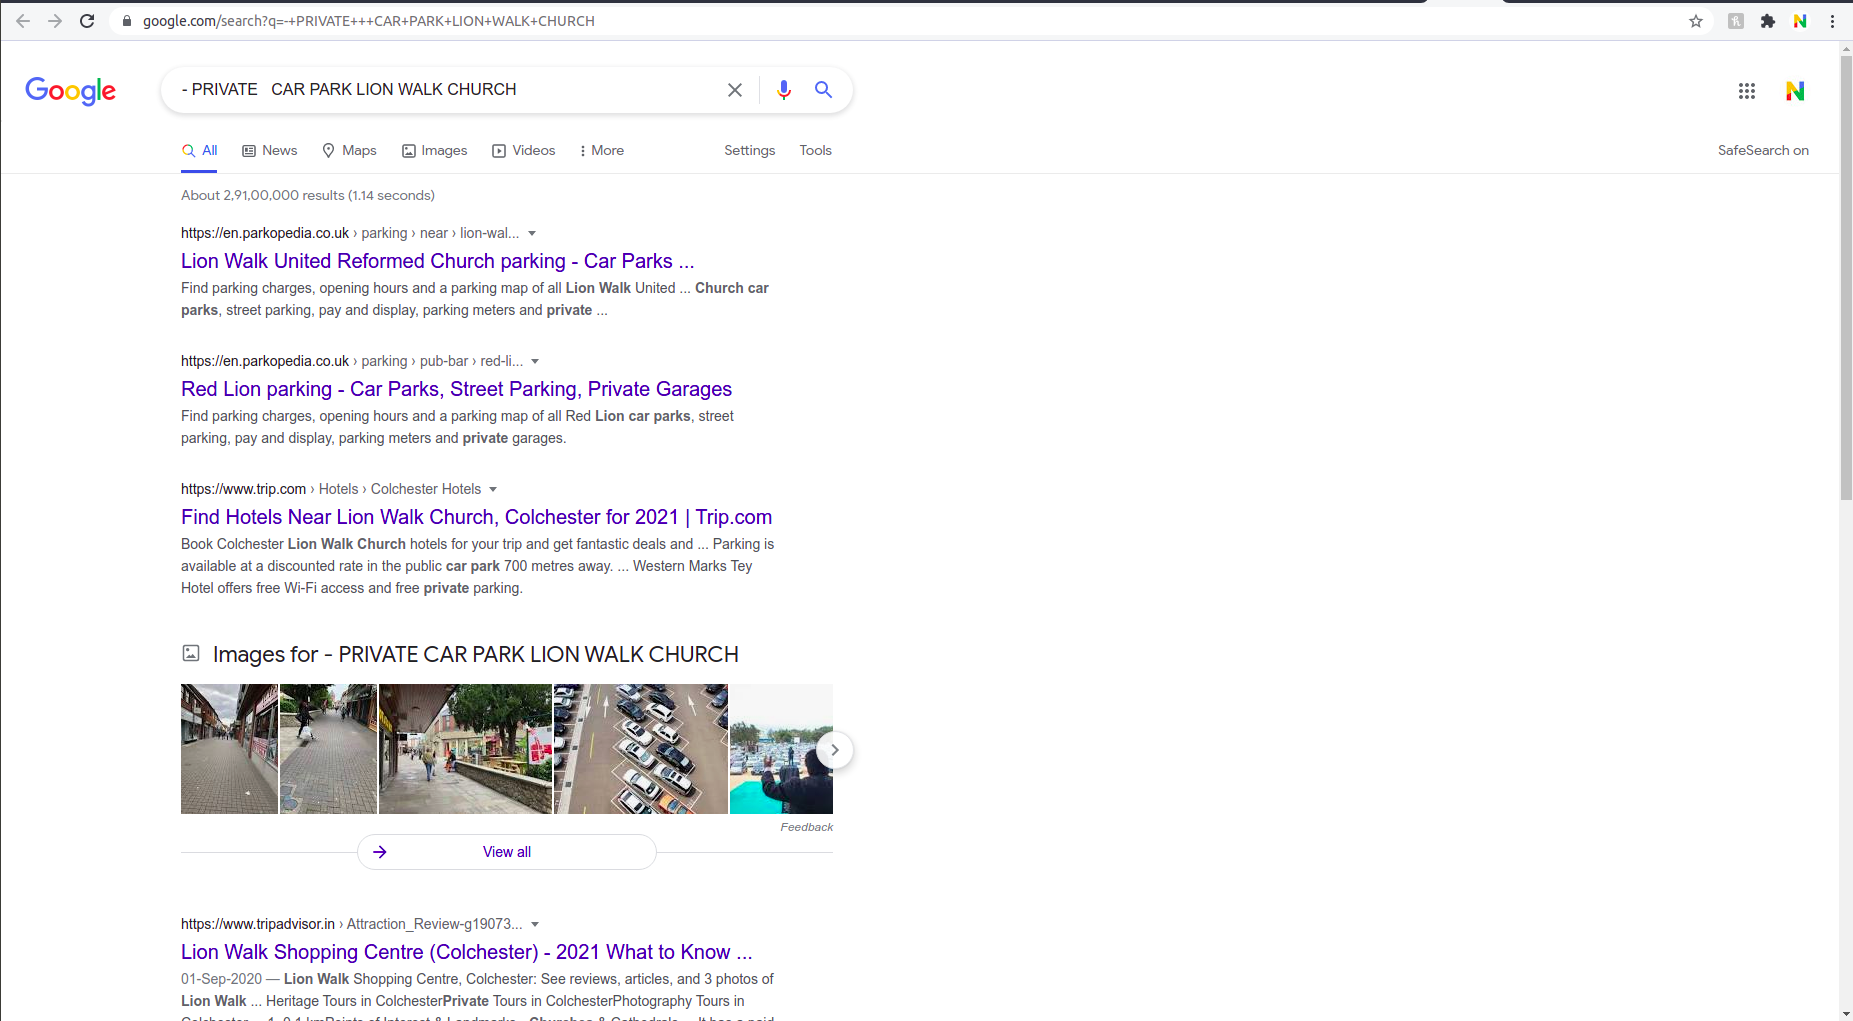 google.com/search?q=-+PRIVATE+++CAR+PARK+LION+WALK+CHURCH
Google
- PRIVATE   CAR PARK LION WALK CHURCH
All
News
Maps
Images
Videos
More
Settings
Tools
SafeSearch on
About 2,91,00,000 results (1.14 seconds)
https://en.parkopedia.co.uk › parking › near › lion-wal...
Lion Walk United Reformed Church parking - Car Parks ...
Find parking charges, opening hours and a parking map of all Lion Walk United ... Church car
parks, street parking, pay and display, parking meters and private ...
https://en.parkopedia.co.uk › parking › pub-bar › red-li...
Red Lion parking - Car Parks, Street Parking, Private Garages
Find parking charges, opening hours and a parking map of all Red Lion car parks, street
parking, pay and display, parking meters and private garages.
https://www.trip.com › Hotels › Colchester Hotels
Find Hotels Near Lion Walk Church, Colchester for 2021 | Trip.com
Book Colchester Lion Walk Church hotels for your trip and get fantastic deals and ... Parking is
available at a discounted rate in the public car park 700 metres away. ... Western Marks Tey
Hotel offers free Wi-Fi access and free private parking.
Images for - PRIVATE CAR PARK LION WALK CHURCH
Feedback
View all
https://www.tripadvisor.in › Attraction_Review-g19073...
Lion Walk Shopping Centre (Colchester) - 2021 What to Know ...
01-Sep-2020 — Lion Walk Shopping Centre, Colchester: See reviews, articles, and 3 photos of
Lion Walk ... Heritage Tours in ColchesterPrivate Tours in ColchesterPhotography Tours in